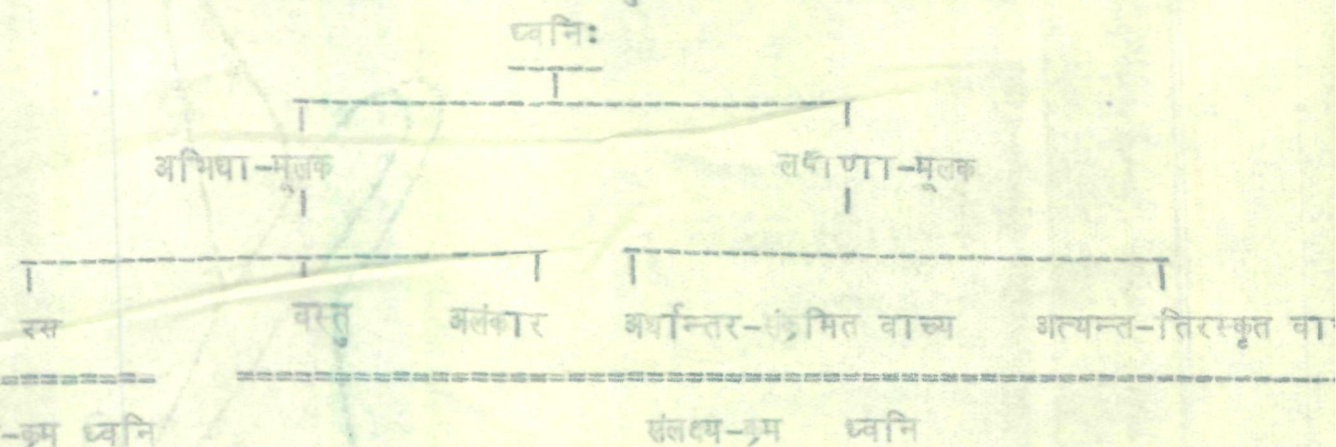 ध्वनिः
अभिधा-मूलक लक्षणा-मूलक
रस वस्तु अलंकार अर्थान्तर-संक्रमित वाच्य अत्यन्त-तिरस्कृत वा
-क्रम ध्वनि संलक्ष्य-क्रम ध्वनि